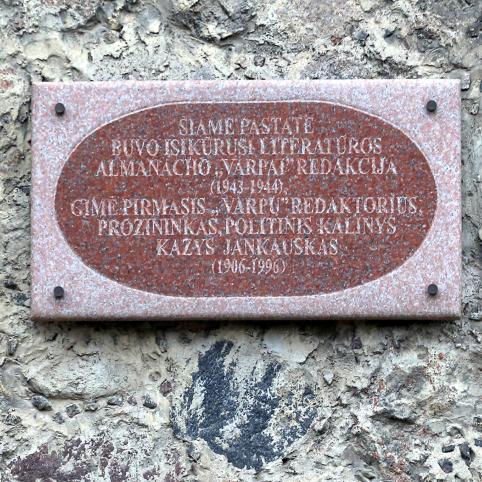 ŠIAME PASTATE
BUVO ĮSIKŪRUSI LITERATŪROS
ALMANACHO „VARPAI” REDAKCIJA
(1943-1944),
GIMĖ PIRMASIS „VARPŲ” REDAKTORIUS,
PROZININKAS, POLITINIS KALINYS
KAZYS JANKAUSKAS
(1906-1996)